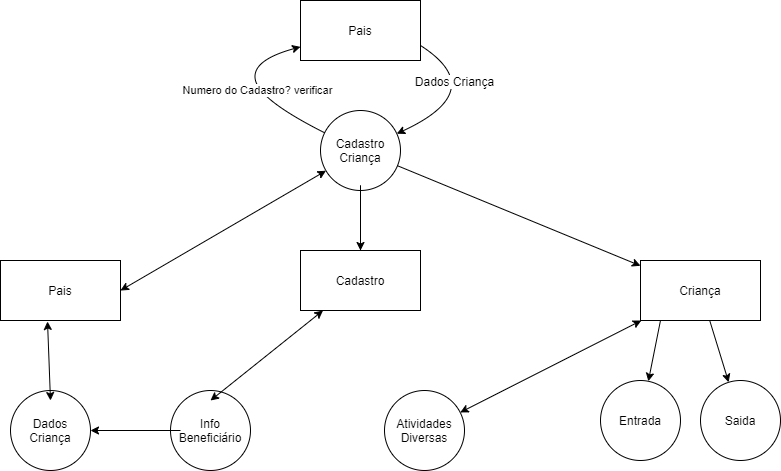 Pais
Dados Criança
Numero do Cadastro? verificar
Cadastro
Criança
Pais
Cadastro
Criança
Dados
Criança
Info
Beneficiário
Atividades
Diversas
Entrada
Saida